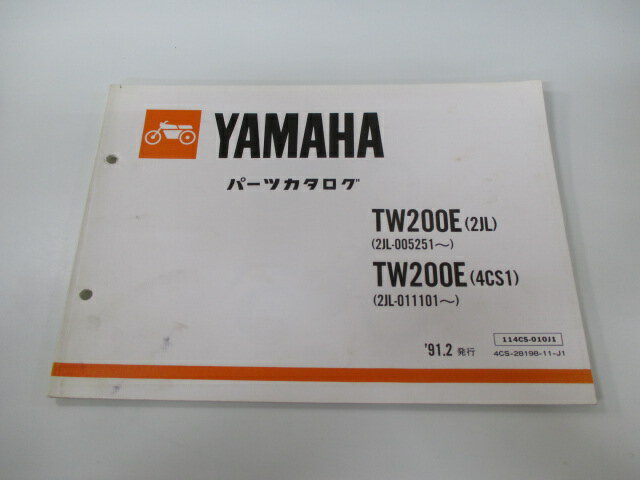 YAMAHA
パーツカタログ
TW200E (2JL)
(2JL-005251～)
TW200E (4CS1)
(2JL-011101～)
'91.2 発行
114CS-010J1
4CS-28198-11-J1